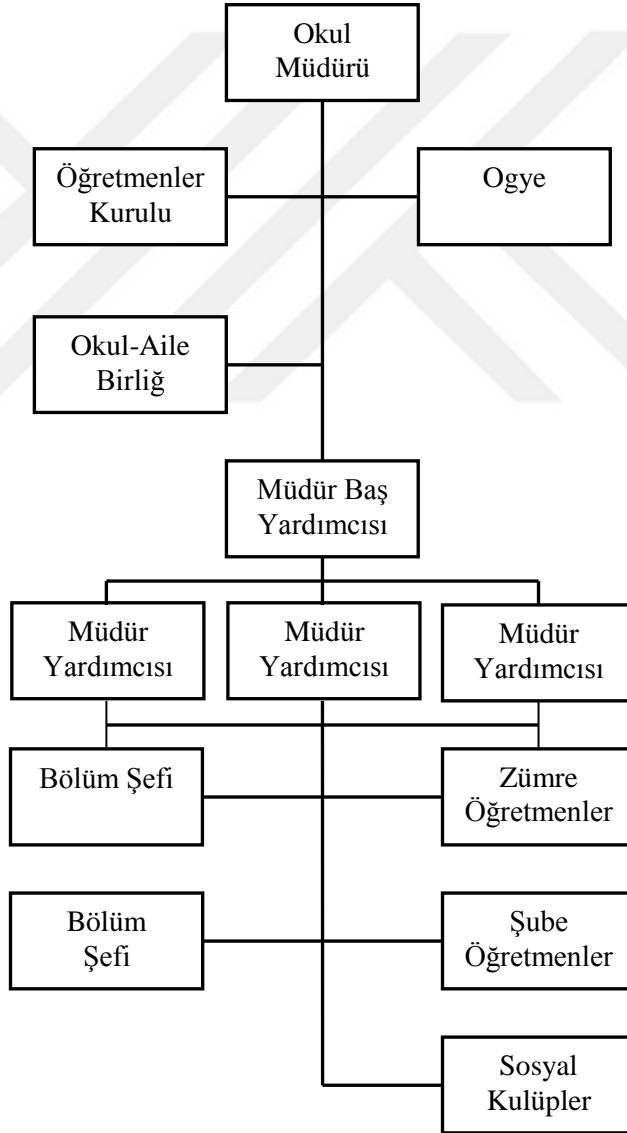 Okul
Müdürü
Öğretmenler
Kurulu
Ogye
Okul-Aile
Birliğ
Müdür Baş
Yardımcısı
Müdür
Yardımcısı
Müdür
Yardımcısı
Müdür
Yardımcısı
Bölüm Şefi
Zümre
Öğretmenler
Bölüm
Şefi
Şube
Öğretmenler
Sosyal
Kulüpler